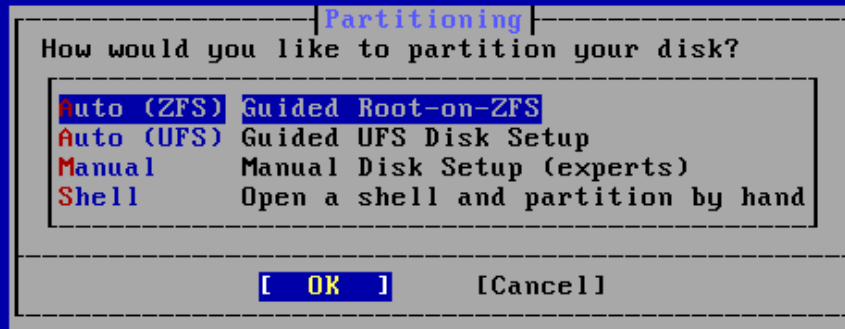 Partitioning
How would you like to partition your disk?
Auto (ZFS) Guided Root-on-ZFS
Auto (UFS) Guided UFS Disk Setup
Manual Manual Disk Setup (experts)
Shell Open a shell and partition by hand
[ OK ] [Cancel]